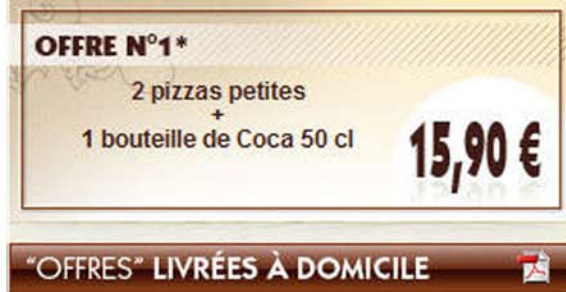 OFFRE N°1*
2 pizzas petites
+
1 bouteille de Coca 50 cl
15,90 €
"OFFRES" LIVRÉES À DOMICILE